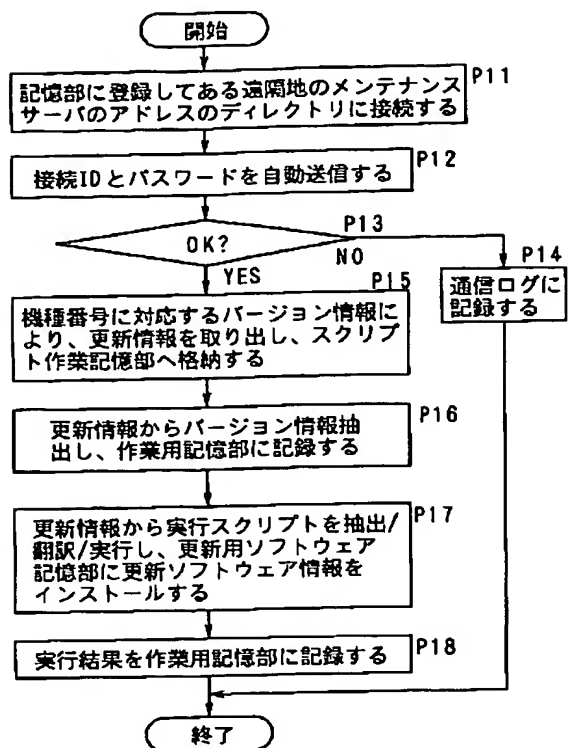 開始
P11
記憶部に登録してある遠隔地のメンテナンス
サーバのアドレスのディレクトリに接続する
P12
接続IDとパスワードを自動送信する
P13
OK?
NO
YES
P14
通信ログに
記録する
P15
機種番号に対応するバージョン情報に
より、更新情報を取り出し、スクリプ
ト作業記憶部へ格納する
P16
更新情報からバージョン情報抽
出し、作業用記憶部に記録する
P17
更新情報から実行スクリプトを抽出/
翻訳/実行し、更新用ソフトウェア
記憶部に更新ソフトウェア情報を
インストールする
P18
実行結果を作業用記憶部に記録する
終了